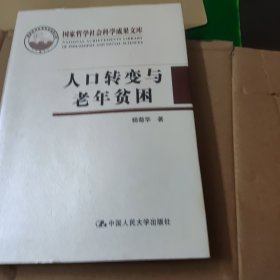 国家哲学社会科学成果文库
NATIONAL ACHIEVEMENTS LIBRARY
OF PHILOSOPHY AND SOCIAL SCIENCES
人口转变与
老年贫困
杨菊华 著
中国人民大学出版社